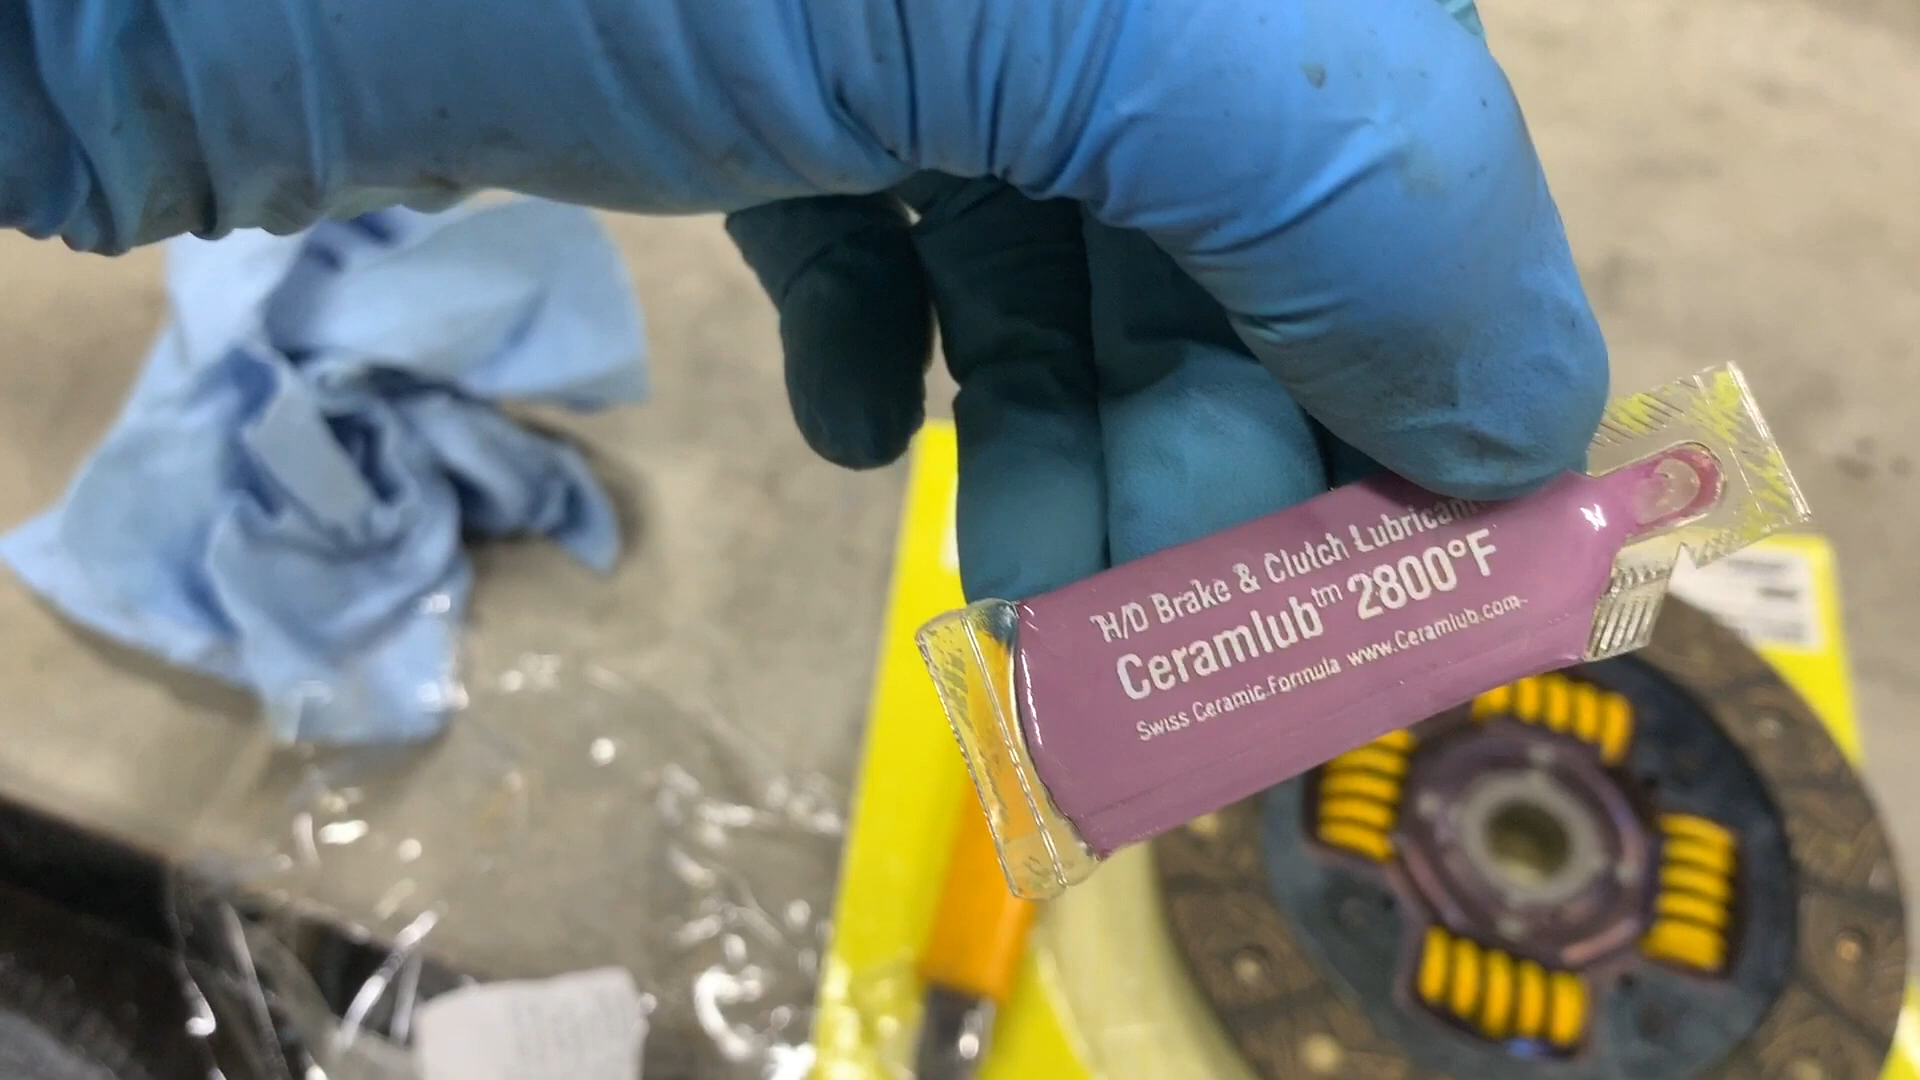 H/D Brake & Clutch Lubricant
Ceramlub™ 2800°F
Swiss Ceramic Formula www.Ceramlub.com